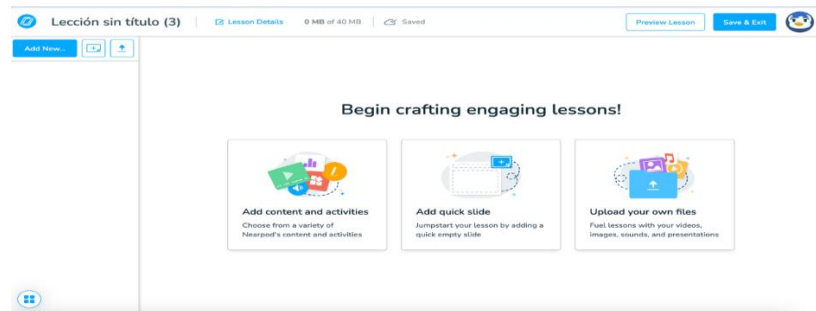 Lección sin título (3)
Lesson Details
0 MB of 40 MB
Saved
Preview Lesson
Save & Exit
Add New...
Begin crafting engaging lessons!
Add content and activities
Choose from a variety of
Nearpod's content and activities
Add quick slide
Jumpstart your lesson by adding a
quick empty slide
Upload your own files
Fuel lessons with your videos,
images, sounds, and presentations